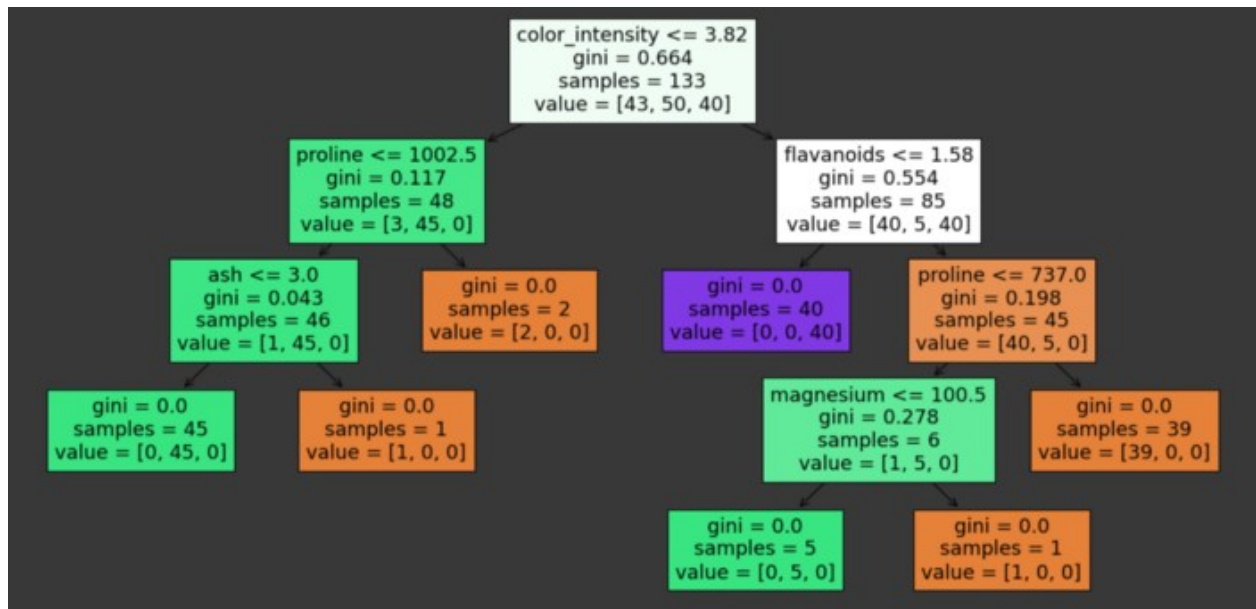 color_intensity <= 3.82
gini = 0.664
samples = 133
value = [43, 50, 40]
proline <= 1002.5
gini = 0.117
samples = 48
value = [3, 45, 0]
flavanoids <= 1.58
gini = 0.554
samples = 85
value = [40, 5, 40]
ash <= 3.0
gini = 0.043
samples = 46
value = [1, 45, 0]
gini = 0.0
samples = 2
value = [2, 0, 0]
gini = 0.0
samples = 40
value = [0, 0, 40]
proline <= 737.0
gini = 0.198
samples = 45
value = [40, 5, 0]
gini = 0.0
samples = 45
value = [0, 45, 0]
gini = 0.0
samples = 1
value = [1, 0, 0]
magnesium <= 100.5
gini = 0.278
samples = 6
value = [1, 5, 0]
gini = 0.0
samples = 39
value = [39, 0, 0]
gini = 0.0
samples = 5
value = [0, 5, 0]
gini = 0.0
samples = 1
value = [1, 0, 0]